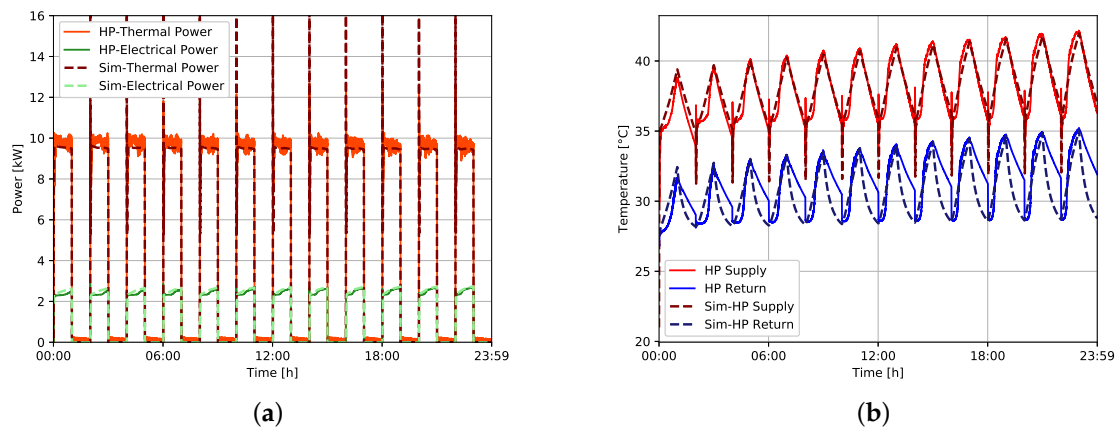 16
14
12
10
8
6
4
2
0
Power [kW]
HP-Thermal Power
HP-Electrical Power
Sim-Thermal Power
Sim-Electrical Power
00:00
06:00
12:00
18:00
23:59
Time [h]
(a)
40
35
30
25
20
Temperature [°C]
HP Supply
HP Return
Sim-HP Supply
Sim-HP Return
00:00
06:00
12:00
18:00
23:59
Time [h]
(b)